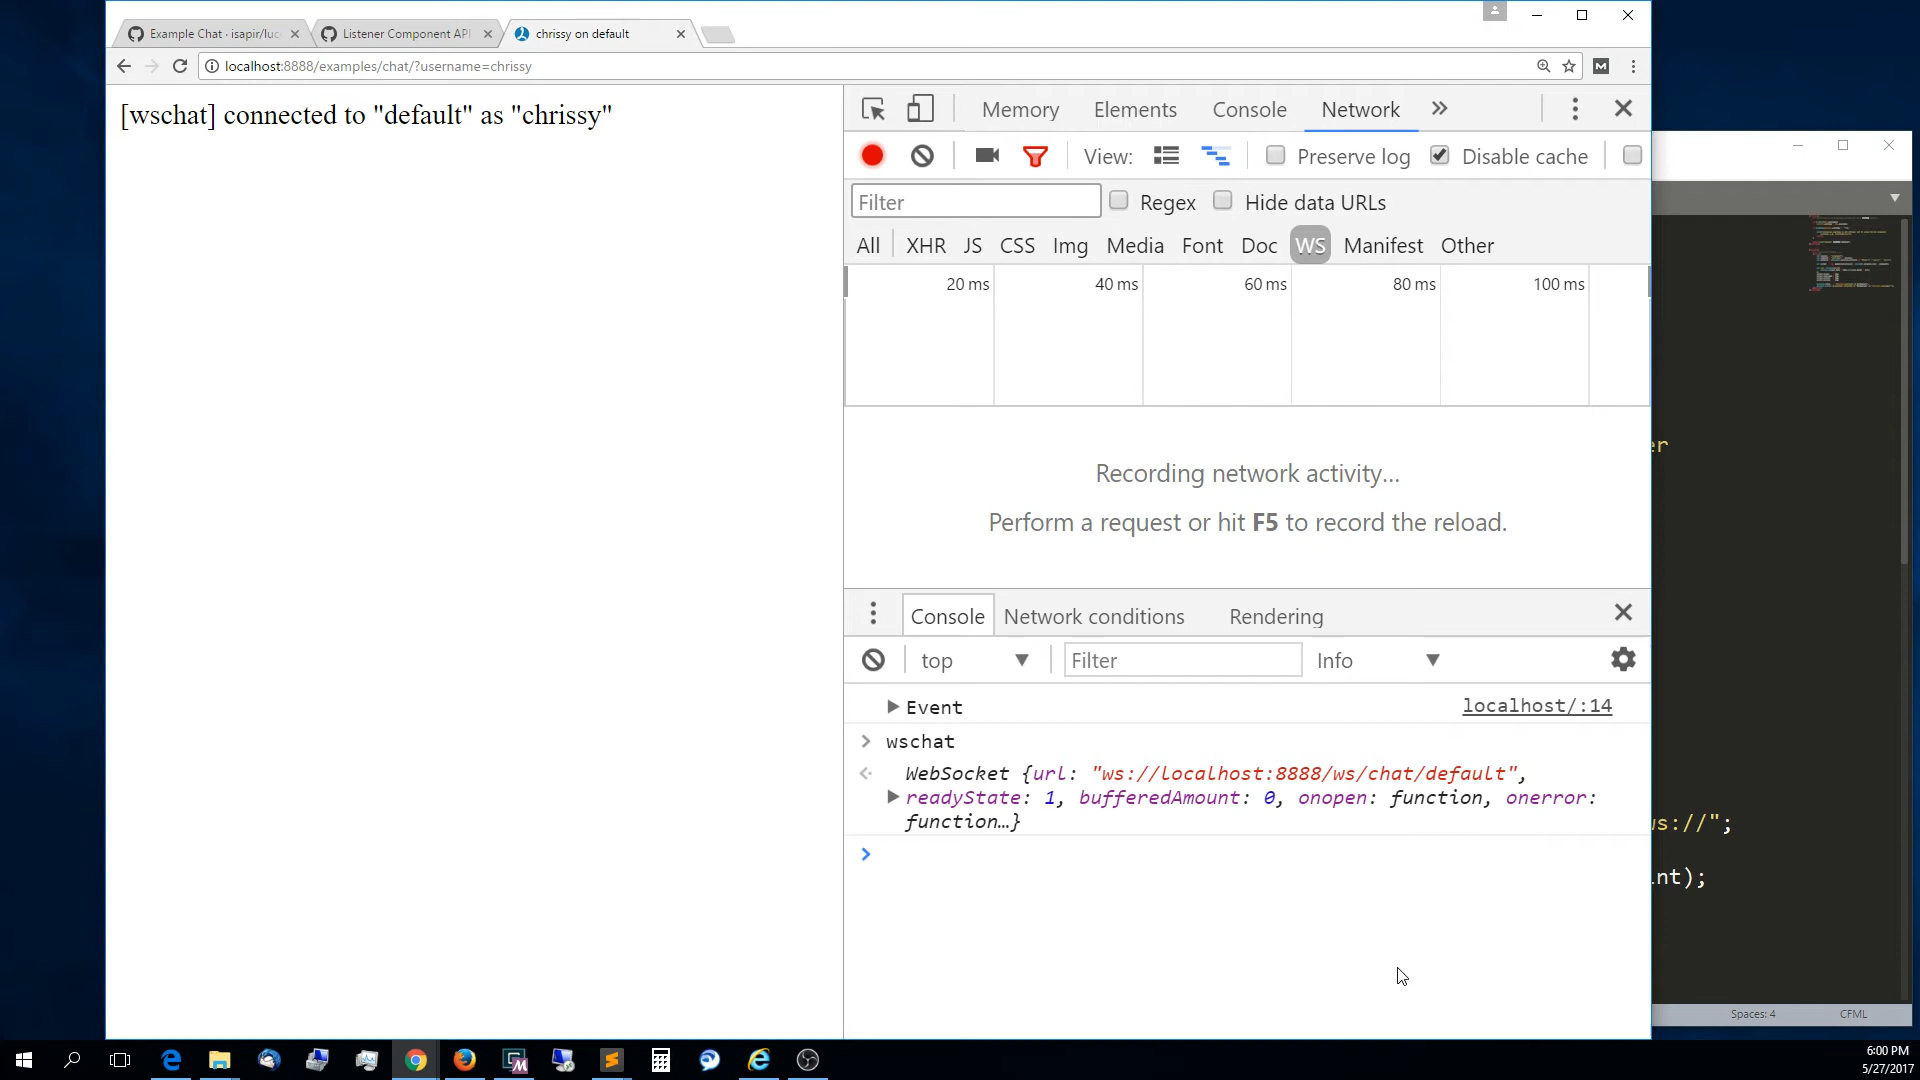 Example Chat · isapir/luc
Listener Component API
chrissy on default
localhost:8888/examples/chat/?username=chrissy
[wschat] connected to "default" as "chrissy"
Memory
Elements
Console
Network
View:
Preserve log
Disable cache
Filter
Regex
Hide data URLs
All
XHR
JS
CSS
Img
Media
Font
Doc
WS
Manifest
Other
20 ms
40 ms
60 ms
80 ms
100 ms
Recording network activity...
Perform a request or hit F5 to record the reload.
Console
Network conditions
Rendering
top
Filter
Info
Event
localhost/:14
wschat
WebSocket {url: "ws://localhost:8888/ws/chat/default",
readyState: 1, bufferedAmount: 0, onopen: function, onerror:
function…}
er
ws://";
int);
Spaces: 4
CFML
6:00 PM
5/27/2017